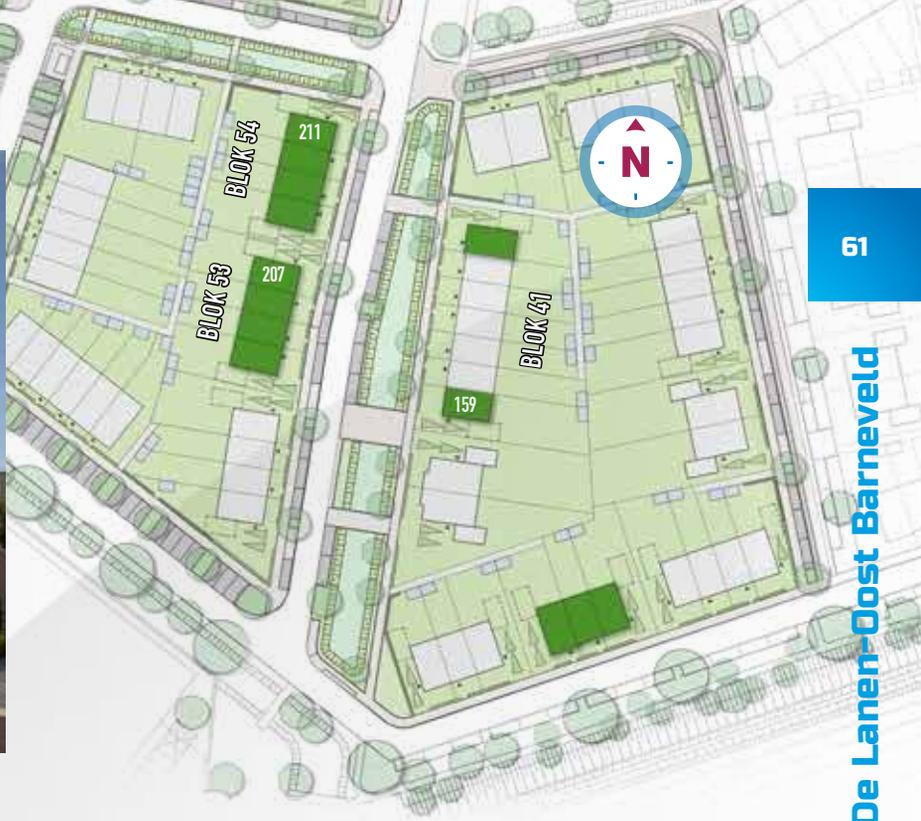 BLOK 54
211
N
BLOK 53
207
61
BLOK 41
159
De Lanen-Oost Barneveld